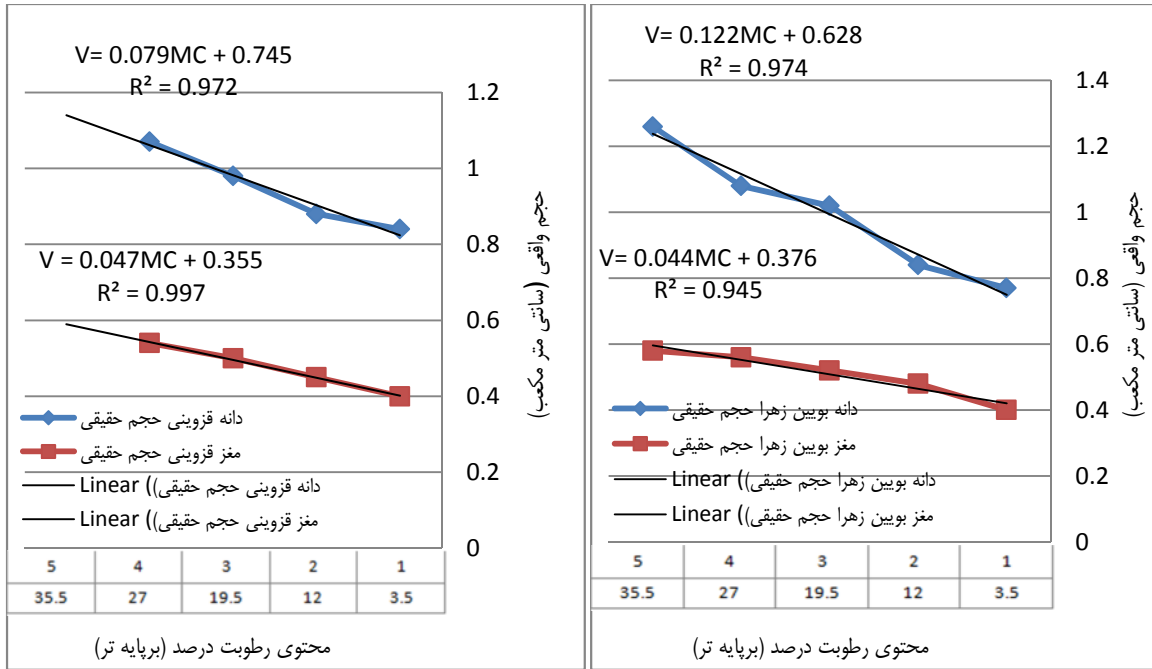 V= 0.079MC + 0.745
R² = 0.972
V = 0.047MC + 0.355
R² = 0.997
1.2
1
0.8
0.6
0.4
0.2
0
حجم واقعی (سانتی متر مکعب)
دانه قزوینی حجم حقیقی
مغز قزوینی حجم حقیقی
Linear ((دانه قزوینی حجم حقیقی
Linear ((مغز قزوینی حجم حقیقی
5 4 3 2 1
35.5 27 19.5 12 3.5
محتوی رطوبت درصد (برپایه تر)
V= 0.122MC + 0.628
R² = 0.974
V= 0.044MC + 0.376
R² = 0.945
1.4
1.2
1
0.8
0.6
0.4
0.2
0
حجم واقعی (سانتی متر مکعب)
دانه بویین زهرا حجم حقیقی
مغز بویین زهرا حجم حقیقی
Linear ((دانه بویین زهرا حجم حقیقی
Linear ((مغز بویین زهرا حجم حقیقی
5 4 3 2 1
35.5 27 19.5 12 3.5
محتوی رطوبت درصد (برپایه تر)